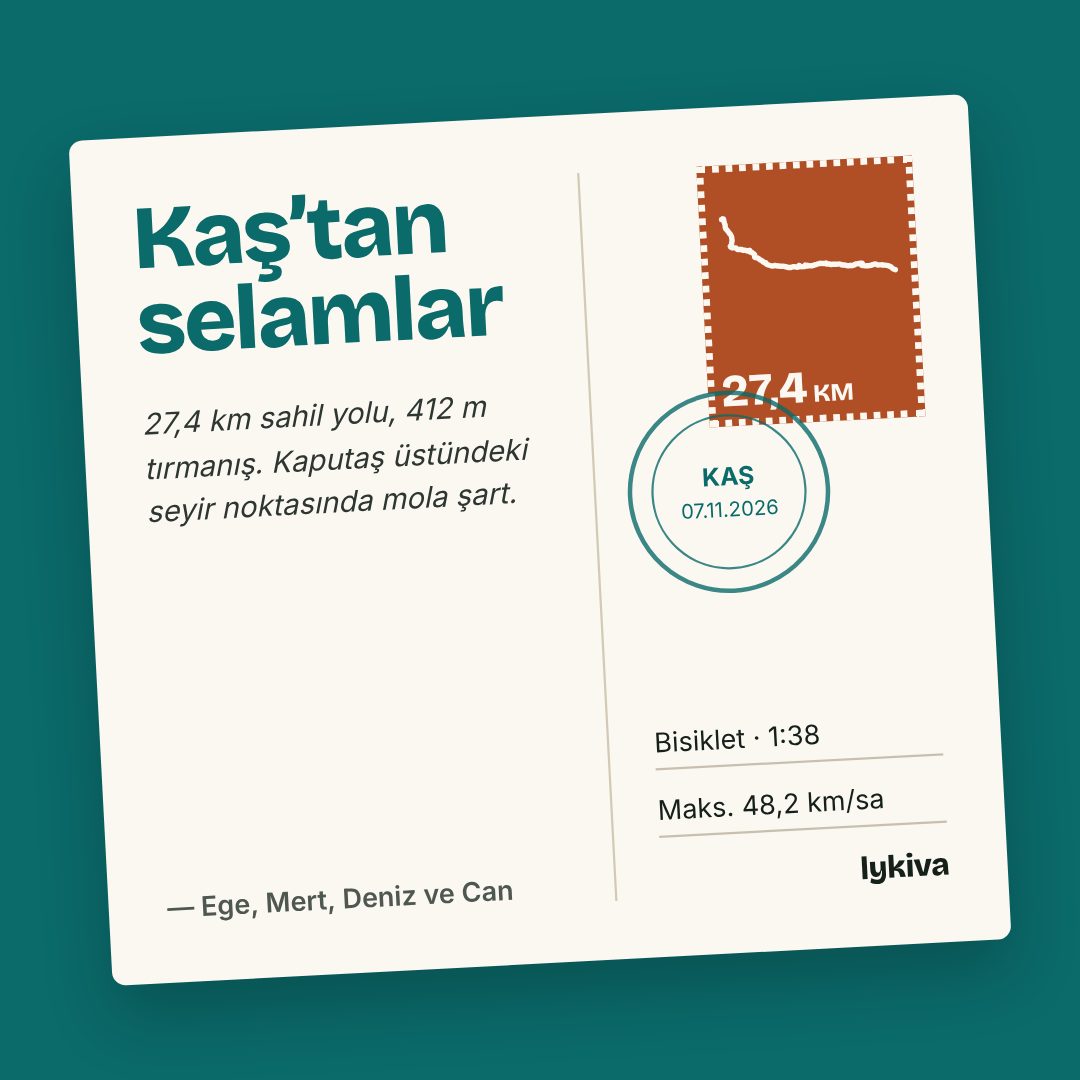 Kaş'tan
selamlar
27,4 km sahil yolu, 412 m
tırmanış. Kaputaş üstündeki
seyir noktasında mola şart.
— Ege, Mert, Deniz ve Can
27,4 KM
KAŞ
07.11.2026
Bisiklet · 1:38
Maks. 48,2 km/sa
lykiva